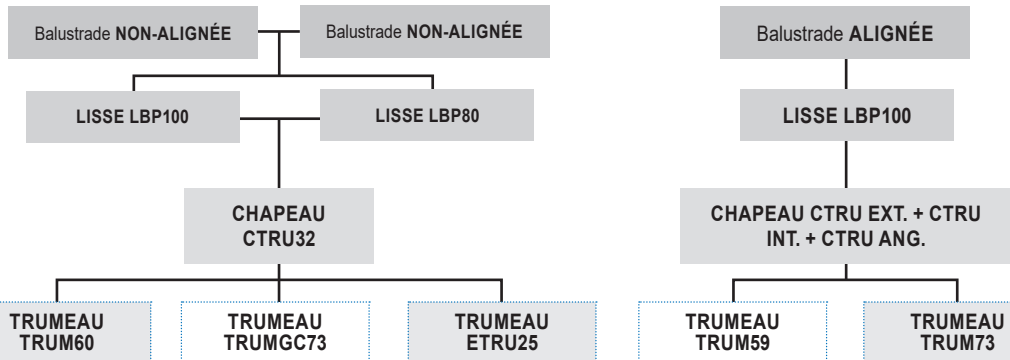 Balustrade NON-ALIGNÉE
Balustrade NON-ALIGNÉE
LISSE LBP100
LISSE LBP80
CHAPEAU
CTRU32
TRUMEAU
TRUM60
TRUMEAU
TRUMGC73
TRUMEAU
ETRU25
Balustrade ALIGNÉE
LISSE LBP100
CHAPEAU CTRU EXT. + CTRU
INT. + CTRU ANG.
TRUMEAU
TRUM59
TRUMEAU
TRUM73